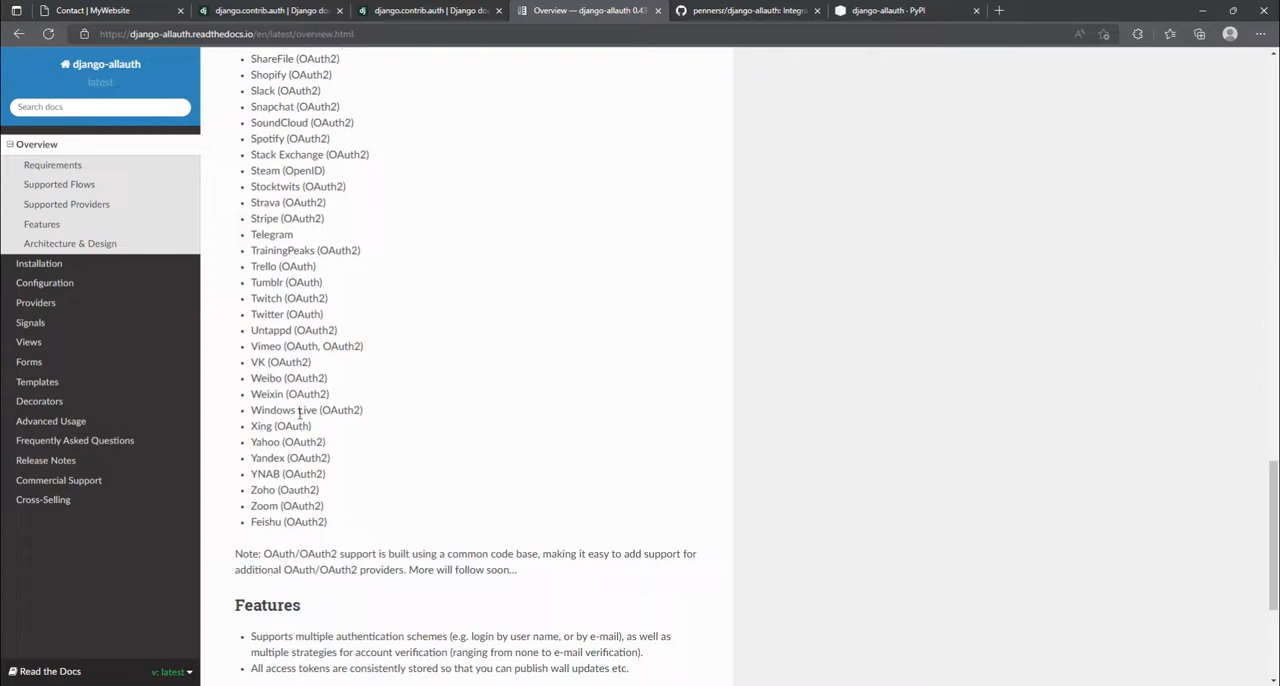 Contact | MyWebsite
django.contrib.auth | Django do
django.contrib.auth | Django do
Overview — django-allauth 0.43
pennersr/django-allauth: Integra
django-allauth · PyPI
https://django-allauth.readthedocs.io/en/latest/overview.html
django-allauth
latest
Search docs
Overview
Requirements
Supported Flows
Supported Providers
Features
Architecture & Design
Installation
Configuration
Providers
Signals
Views
Forms
Templates
Decorators
Advanced Usage
Frequently Asked Questions
Release Notes
Commercial Support
Cross-Selling
Read the Docs
v: latest
ShareFile (OAuth2)
Shopify (OAuth2)
Slack (OAuth2)
Snapchat (OAuth2)
SoundCloud (OAuth2)
Spotify (OAuth2)
Stack Exchange (OAuth2)
Steam (OpenID)
Stocktwits (OAuth2)
Strava (OAuth2)
Stripe (OAuth2)
Telegram
TrainingPeaks (OAuth2)
Trello (OAuth)
Tumblr (OAuth)
Twitch (OAuth2)
Twitter (OAuth)
Untappd (OAuth2)
Vimeo (OAuth, OAuth2)
VK (OAuth2)
Weibo (OAuth2)
Weixin (OAuth2)
Windows Live (OAuth2)
Xing (OAuth)
Yahoo (OAuth2)
Yandex (OAuth2)
YNAB (OAuth2)
Zoho (Oauth2)
Zoom (OAuth2)
Feishu (OAuth2)
Note: OAuth/OAuth2 support is built using a common code base, making it easy to add support for
additional OAuth/OAuth2 providers. More will follow soon...
Features
Supports multiple authentication schemes (e.g. login by user name, or by e-mail), as well as
multiple strategies for account verification (ranging from none to e-mail verification).
All access tokens are consistently stored so that you can publish wall updates etc.